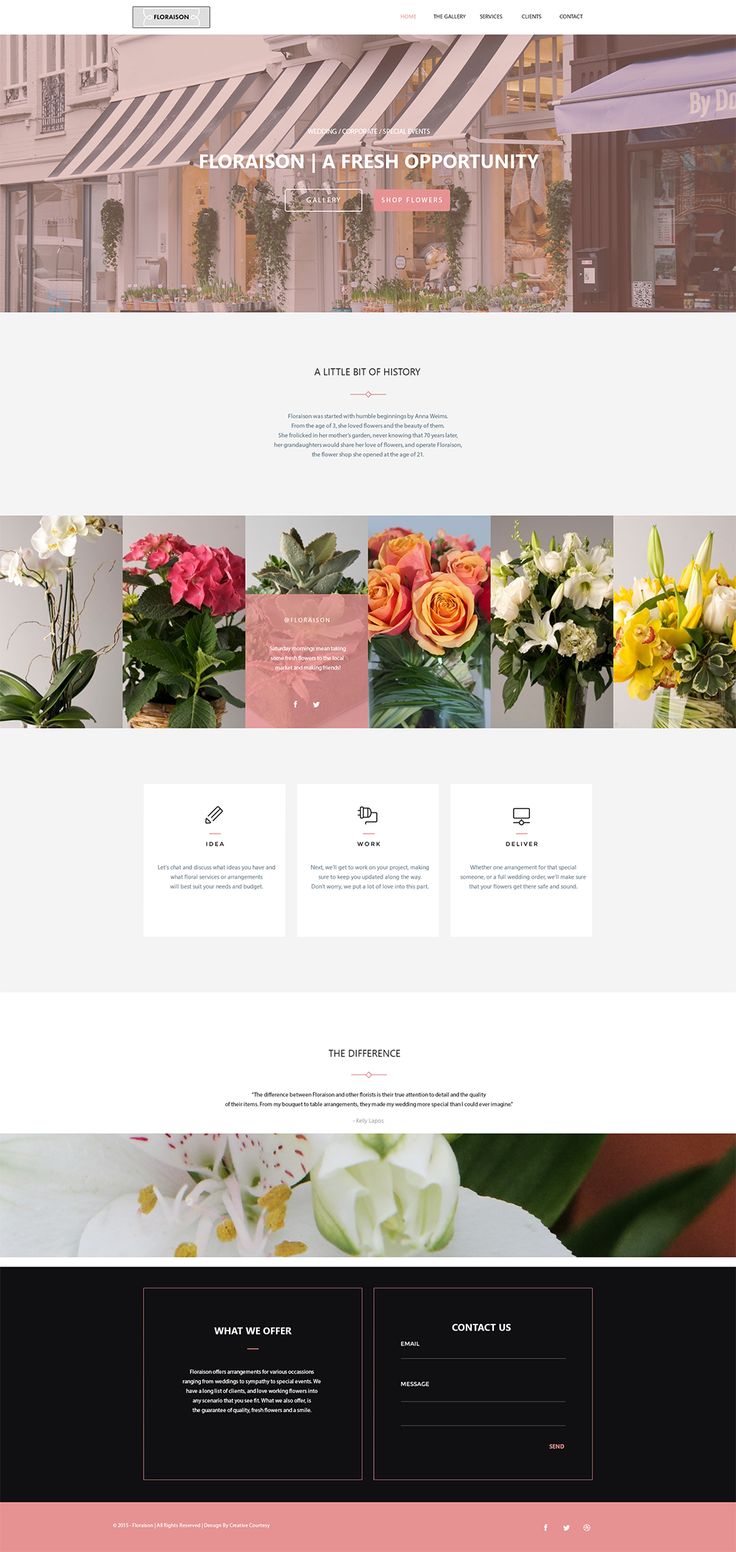 FLORAISON
HOME THE GALLERY SERVICES CLIENTS CONTACT
By Do
WEDDING / CORPORATE / SPECIAL EVENTS
FLORAISON | A FRESH OPPORTUNITY
GALLERY SHOP FLOWERS
A LITTLE BIT OF HISTORY
Floraison was started with humble beginnings by Anna Weims.
From the age of 3, she loved flowers and the beauty of them.
She frolicked in her mother's garden, never knowing that 70 years later,
her grandaughters would share her love of flowers, and operate Floraison,
the flower shop she opened at the age of 21.
@FLORAISON
Saturday mornings mean taking
some fresh flowers to the local
market and making friends!
IDEA
Let's chat and discuss what ideas you have and
what floral services or arrangements
will best suit your needs and budget.
WORK
Next, we'll get to work on your project, making
sure to keep you updated along the way.
Don't worry, we put a lot of love into this part.
DELIVER
Whether one arrangement for that special
someone, or a full wedding order, we'll make sure
that your flowers get there safe and sound.
THE DIFFERENCE
"The difference between Floraison and other florists is their true attention to detail and the quality
of their items. From my bouquet to table arrangements, they made my wedding more special than I could ever imagine."
- Kelly Lapos
WHAT WE OFFER
Floraison offers arrangements for various occassions
ranging from weddings to sympathy to special events. We
have a long list of clients, and love working flowers into
any scenario that you see fit. What we also offer, is
the guarantee of quality, fresh flowers and a smile.
CONTACT US
EMAIL
MESSAGE
SEND
© 2015 - Floraison | All Rights Reserved | Design By Creative Courtesy